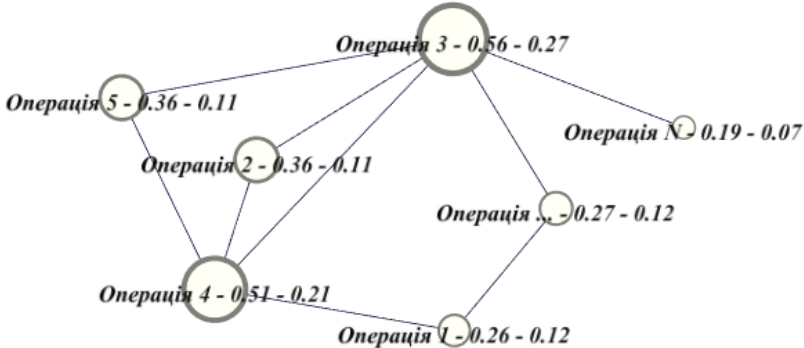 Операція 3 - 0.56 - 0.27
Операція 5 - 0.36 - 0.11
Операція N - 0.19 - 0.07
Операція 2 - 0.36 - 0.11
Операція ... - 0.27 - 0.12
Операція 4 - 0.51 - 0.21
Операція 1 - 0.26 - 0.12